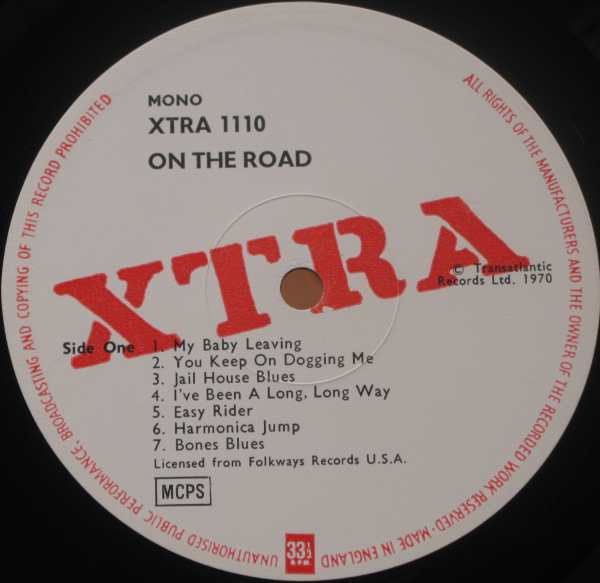 MONO
XTRA 1110
ON THE ROAD
XTRA
© Transatlantic
Records Ltd. 1970
Side One
1. My Baby Leaving
2. You Keep On Dogging Me
3. Jail House Blues
4. I've Been A Long, Long Way
5. Easy Rider
6. Harmonica Jump
7. Bones Blues
Licensed from Folkways Records U.S.A.
MCPS
33⅓
R.P.M.
ALL RIGHTS OF THE MANUFACTURERS AND THE OWNER OF THE RECORDED WORK RESERVED·MADE IN ENGLAND
UNAUTHORISED PUBLIC PERFORMANCE, BROADCASTING AND COPYING OF THIS RECORD PROHIBITED